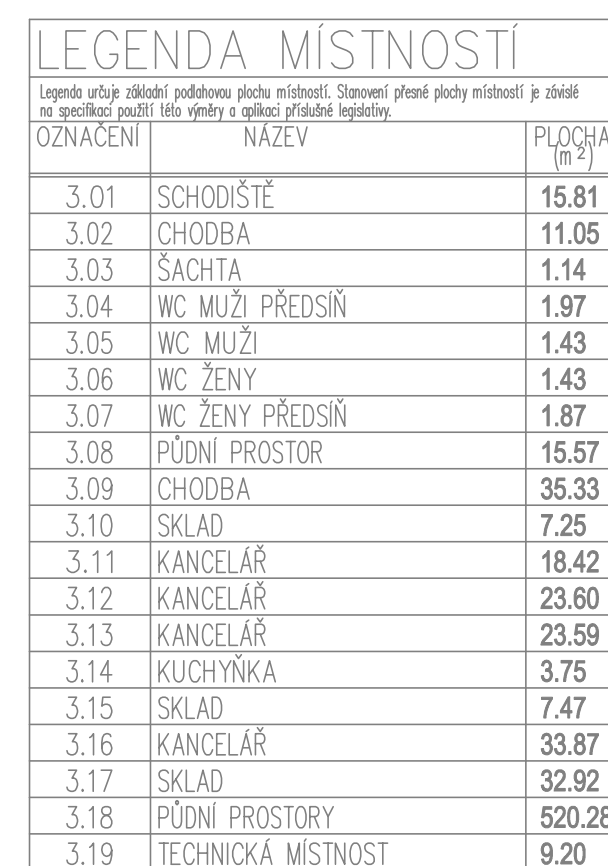 LEGENDA MÍSTNOSTÍ
Legenda určuje základní podlahovou plochu místností. Stanovení přesné plochy místností je závislé
na specifikaci použití této výměry a aplikaci příslušné legislativy.
OZNAČENÍ NÁZEV PLOCHA
(m 2)
3.01 SCHODIŠTĚ 15.81
3.02 CHODBA 11.05
3.03 ŠACHTA 1.14
3.04 WC MUŽI PŘEDSÍŇ 1.97
3.05 WC MUŽI 1.43
3.06 WC ŽENY 1.43
3.07 WC ŽENY PŘEDSÍŇ 1.87
3.08 PŮDNÍ PROSTOR 15.57
3.09 CHODBA 35.33
3.10 SKLAD 7.25
3.11 KANCELÁŘ 18.42
3.12 KANCELÁŘ 23.60
3.13 KANCELÁŘ 23.59
3.14 KUCHYŇKA 3.75
3.15 SKLAD 7.47
3.16 KANCELÁŘ 33.87
3.17 SKLAD 32.92
3.18 PŮDNÍ PROSTORY 520.28
3.19 TECHNICKÁ MÍSTNOST 9.20